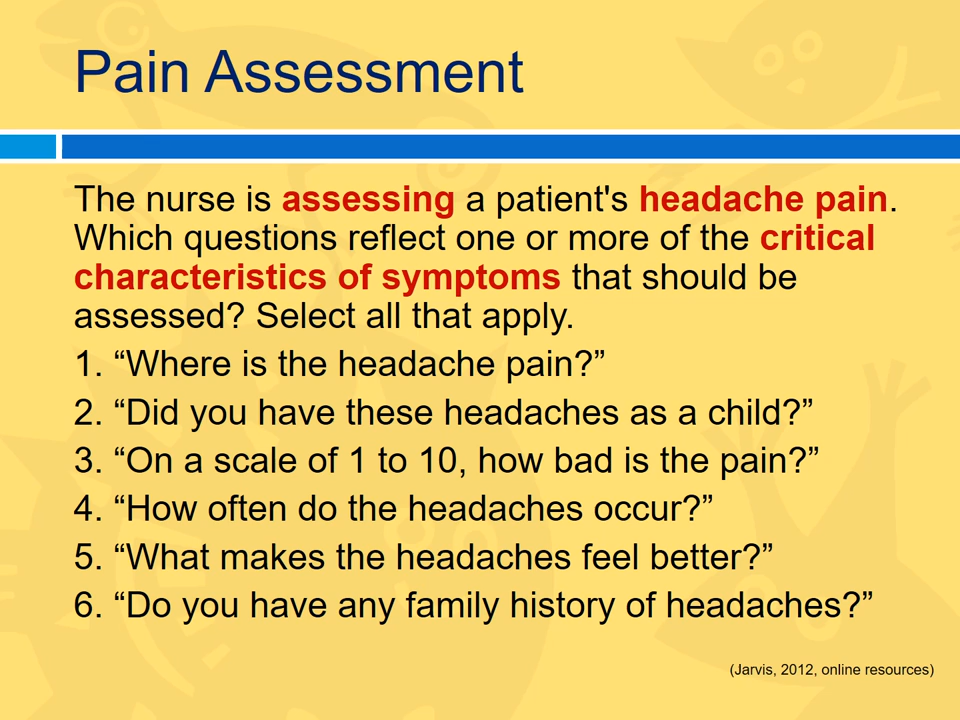 Pain Assessment
The nurse is assessing a patient's headache pain.
Which questions reflect one or more of the critical
characteristics of symptoms that should be
assessed? Select all that apply.
1. “Where is the headache pain?”
2. “Did you have these headaches as a child?”
3. “On a scale of 1 to 10, how bad is the pain?”
4. “How often do the headaches occur?”
5. “What makes the headaches feel better?”
6. “Do you have any family history of headaches?”
(Jarvis, 2012, online resources)